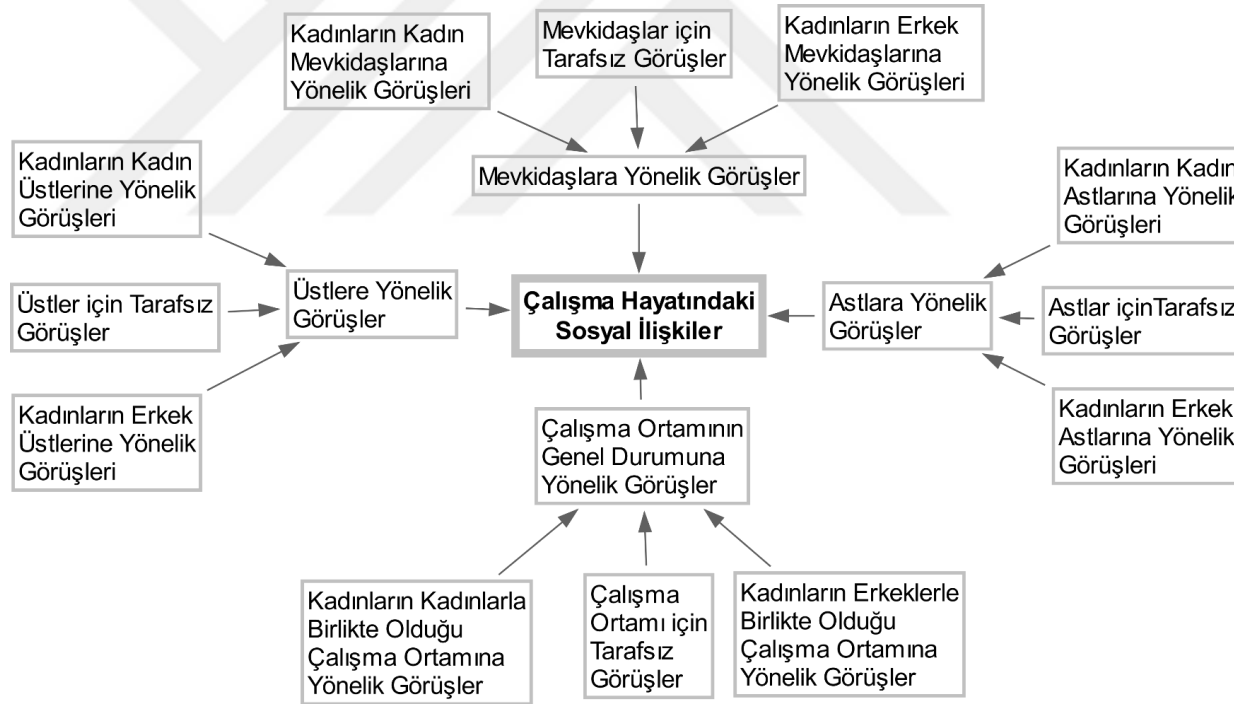 Kadınların Kadın
Mevkidaşlarına
Yönelik Görüşleri
Mevkidaşlar için
Tarafsız Görüşler
Kadınların Erkek
Mevkidaşlarına
Yönelik Görüşleri
Mevkidaşlara Yönelik Görüşler
Kadınların Kadın
Üstlerine Yönelik
Görüşleri
Üstler için Tarafsız
Görüşler
Kadınların Erkek
Üstlerine Yönelik
Görüşleri
Üstlere Yönelik
Görüşler
Çalışma Hayatındaki
Sosyal İlişkiler
Astlara Yönelik
Görüşler
Kadınların Kadın
Astlarına Yönelik
Görüşleri
Astlar içinTarafsız
Görüşler
Kadınların Erkek
Astlarına Yönelik
Görüşleri
Çalışma Ortamının
Genel Durumuna
Yönelik Görüşler
Kadınların Kadınlarla
Birlikte Olduğu
Çalışma Ortamına
Yönelik Görüşler
Çalışma
Ortamı için
Tarafsız
Görüşler
Kadınların Erkeklerle
Birlikte Olduğu
Çalışma Ortamına
Yönelik Görüşler